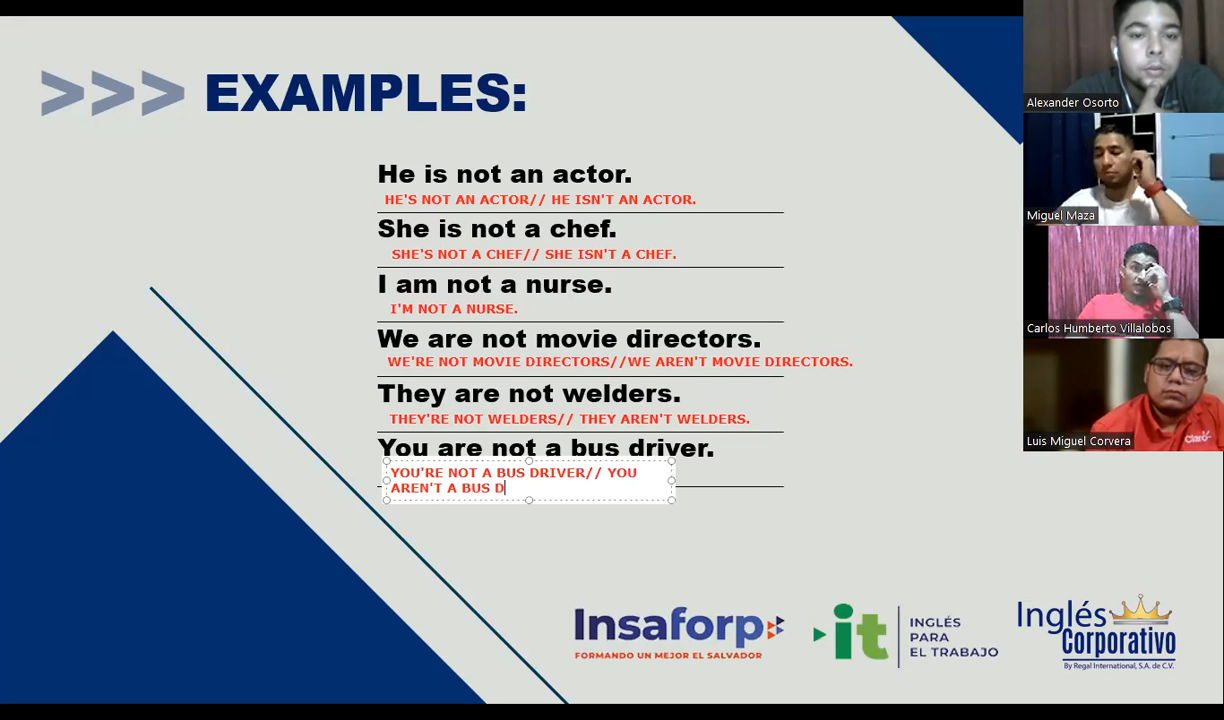 >>> EXAMPLES:
He is not an actor.
HE'S NOT AN ACTOR// HE ISN'T AN ACTOR.
She is not a chef.
SHE'S NOT A CHEF// SHE ISN'T A CHEF.
I am not a nurse.
I'M NOT A NURSE.
We are not movie directors.
WE'RE NOT MOVIE DIRECTORS//WE AREN'T MOVIE DIRECTORS.
They are not welders.
THEY'RE NOT WELDERS// THEY AREN'T WELDERS.
You are not a bus driver.
YOU'RE NOT A BUS DRIVER// YOU
AREN'T A BUS D
Insaforp
FORMANDO UN MEJOR EL SALVADOR
it
INGLÉS
PARA
EL TRABAJO
Inglés
Corporativo
By Regal International, S.A. de C.V.
Alexander Osorto
Miguel Maza
Carlos Humberto Villalobos
Claro
Luis Miguel Corvera